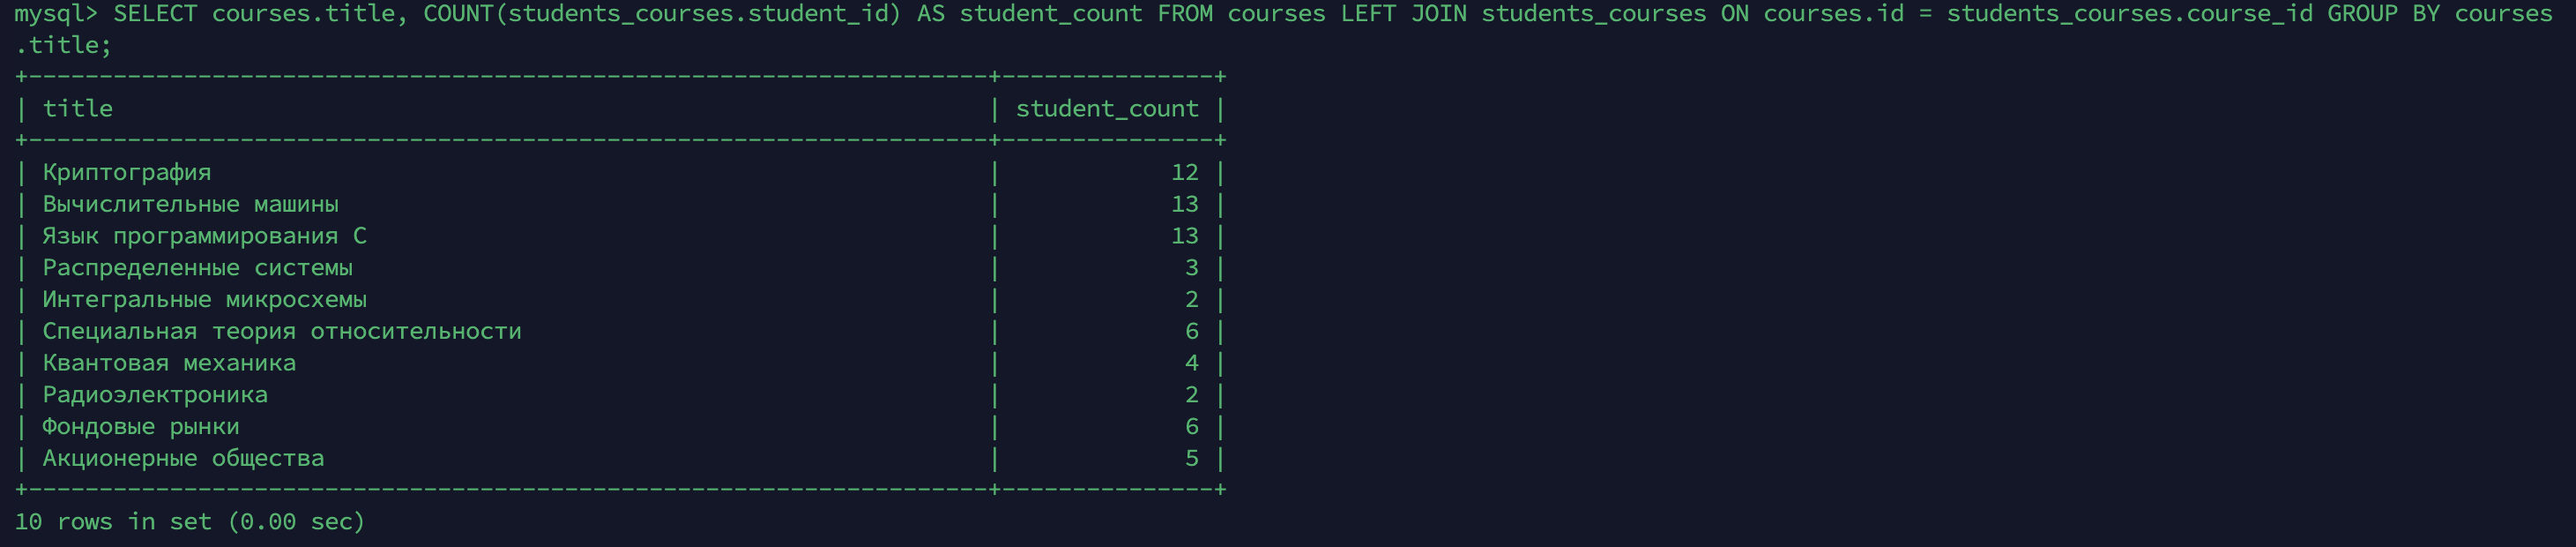 mysql> SELECT courses.title, COUNT(students_courses.student_id) AS student_count FROM courses LEFT JOIN students_courses ON courses.id = students_courses.course_id GROUP BY courses
.title;
+--------------------------------------------------------------------+---------------+
| title                                                              | student_count |
+--------------------------------------------------------------------+---------------+
| Криптография                                                       |            12 |
| Вычислительные машины                                              |            13 |
| Язык программирования С                                            |            13 |
| Распределенные системы                                             |             3 |
| Интегральные микросхемы                                            |             2 |
| Специальная теория относительности                                 |             6 |
| Квантовая механика                                                 |             4 |
| Радиоэлектроника                                                   |             2 |
| Фондовые рынки                                                     |             6 |
| Акционерные общества                                               |             5 |
+--------------------------------------------------------------------+---------------+
10 rows in set (0.00 sec)